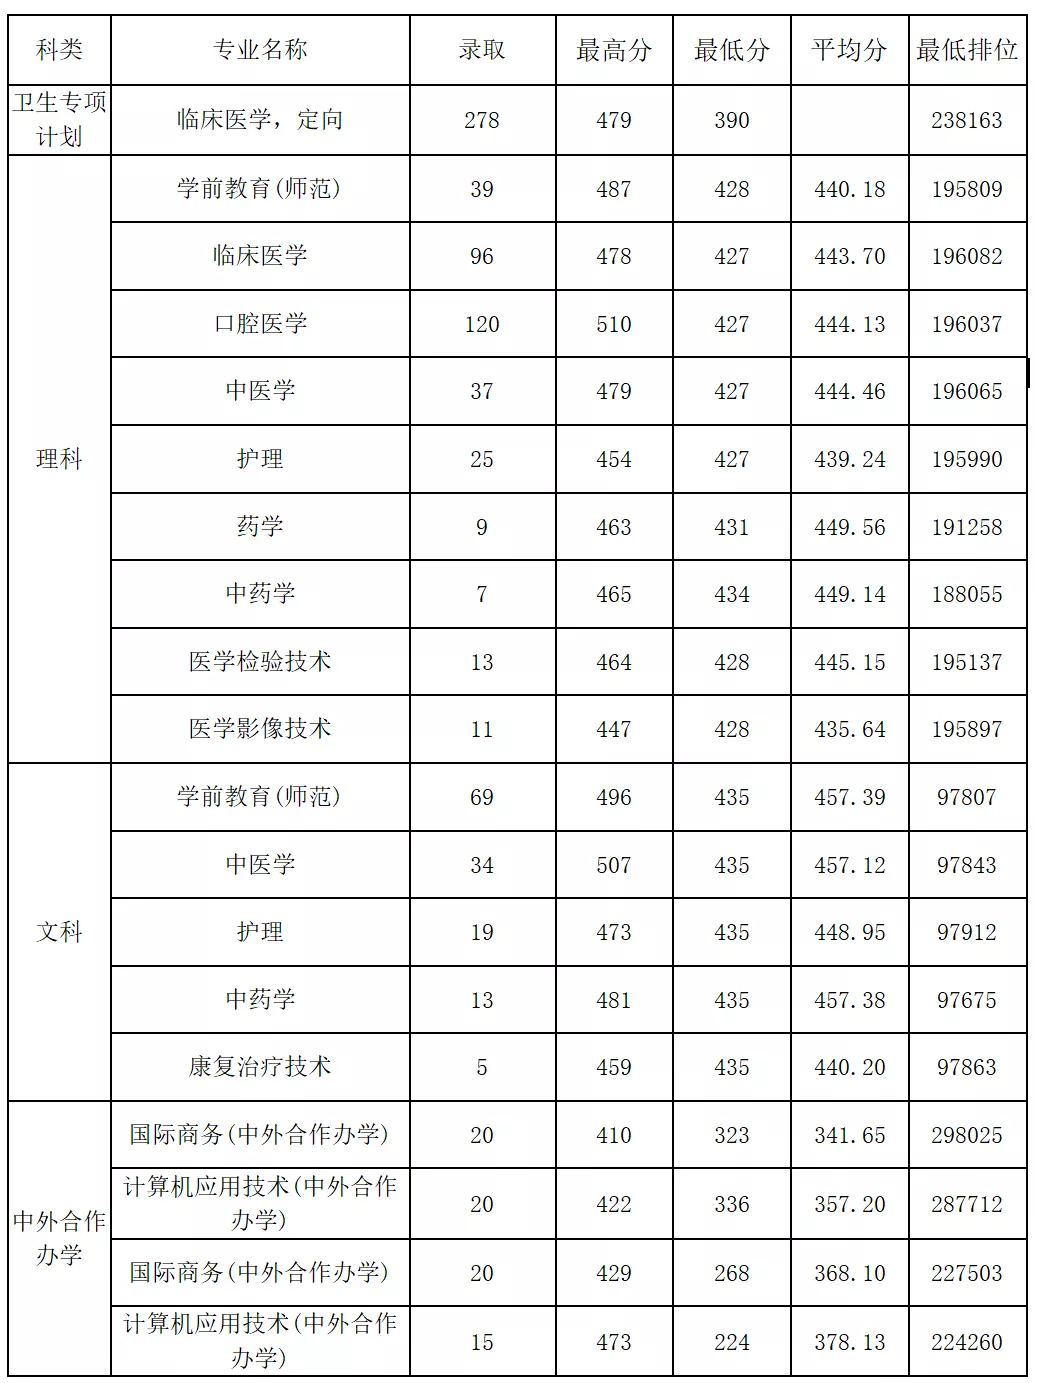 科类 专业名称 录取 最高分 最低分 平均分 最低排位
卫生专项
计划 临床医学，定向 278 479 390 238163
理科 学前教育(师范) 39 487 428 440.18 195809
临床医学 96 478 427 443.70 196082
口腔医学 120 510 427 444.13 196037
中医学 37 479 427 444.46 196065
护理 25 454 427 439.24 195990
药学 9 463 431 449.56 191258
中药学 7 465 434 449.14 188055
医学检验技术 13 464 428 445.15 195137
医学影像技术 11 447 428 435.64 195897
文科 学前教育(师范) 69 496 435 457.39 97807
中医学 34 507 435 457.12 97843
护理 19 473 435 448.95 97912
中药学 13 481 435 457.38 97675
康复治疗技术 5 459 435 440.20 97863
中外合作
办学 国际商务(中外合作办学) 20 410 323 341.65 298025
计算机应用技术(中外合作
办学) 20 422 336 357.20 287712
国际商务(中外合作办学) 20 429 268 368.10 227503
计算机应用技术(中外合作
办学) 15 473 224 378.13 224260